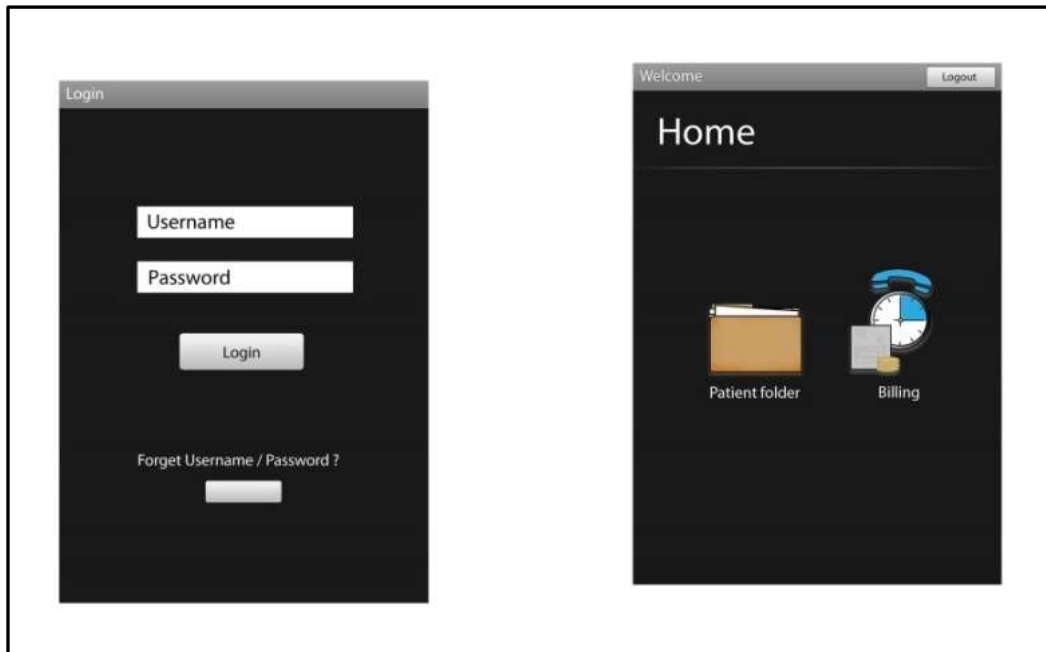 Login
Username
Password
Login
Forget Username / Password ?
Welcome
Logout
Home
Patient folder
Billing